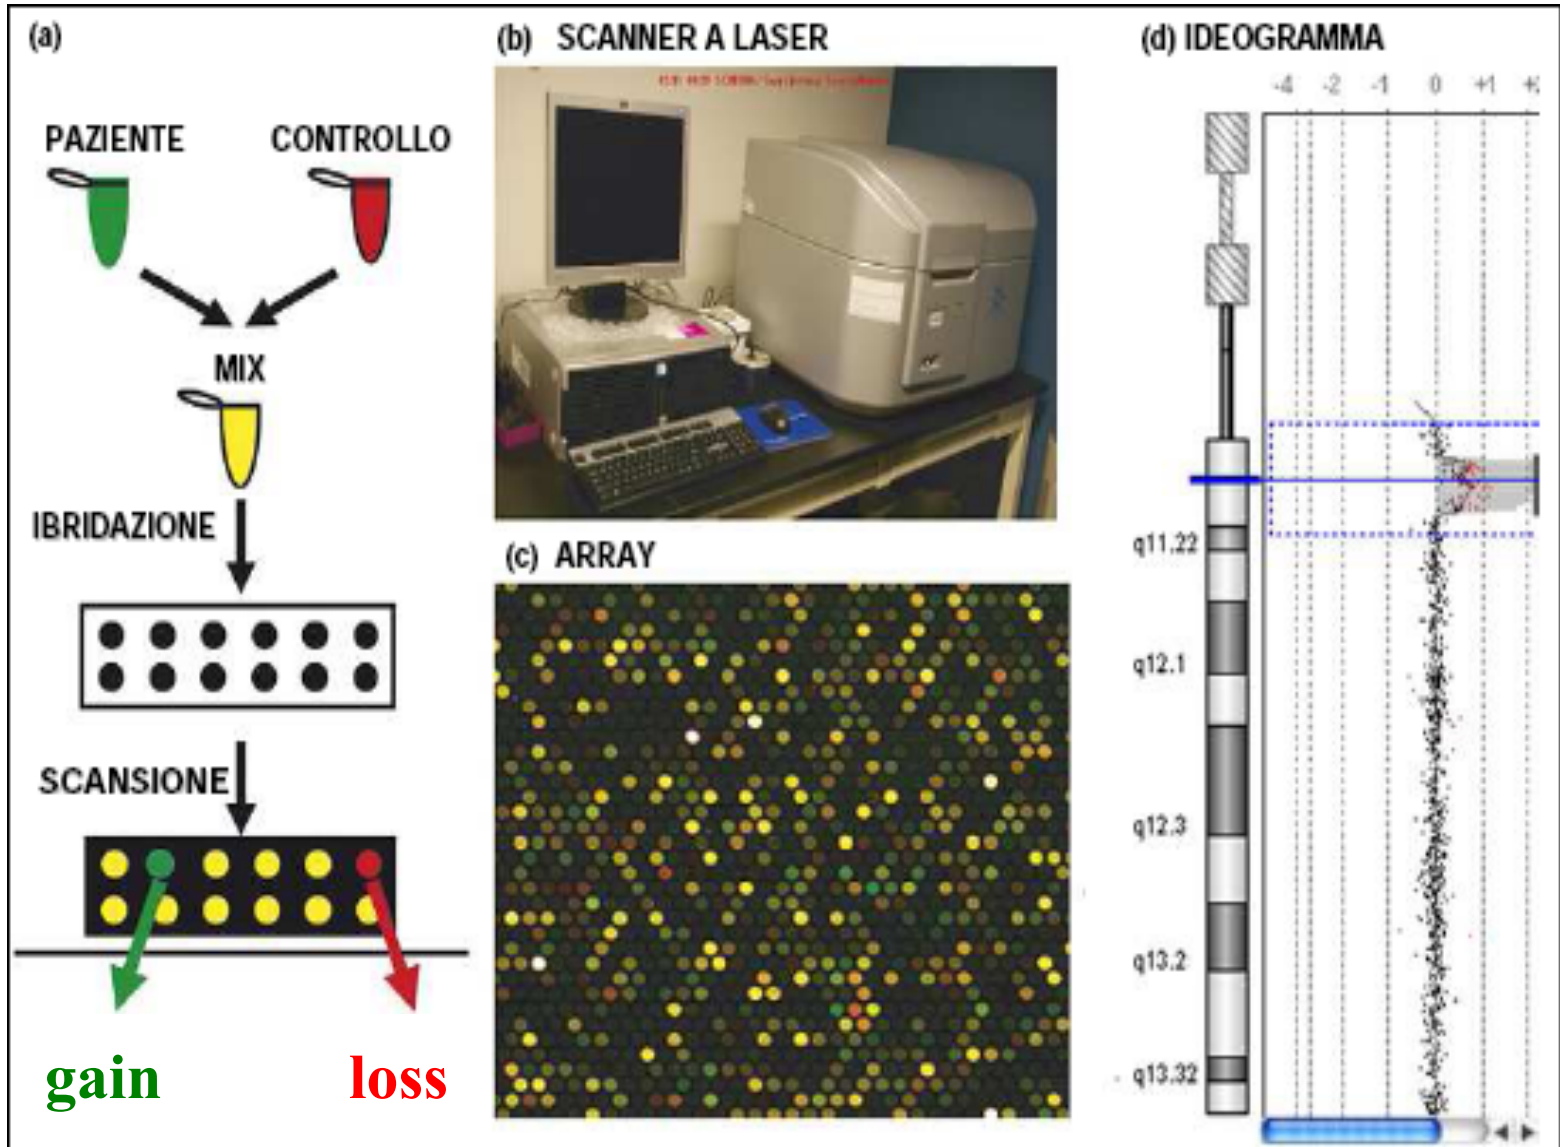 (a)
PAZIENTE
CONTROLLO
MIX
IBRIDAZIONE
SCANSIONE
gain
loss
(b) SCANNER A LASER
(c) ARRAY
(d) IDEOGRAMMA
-4 -2 -1 0 +1
q11.22
q12.1
q12.3
q13.2
q13.32